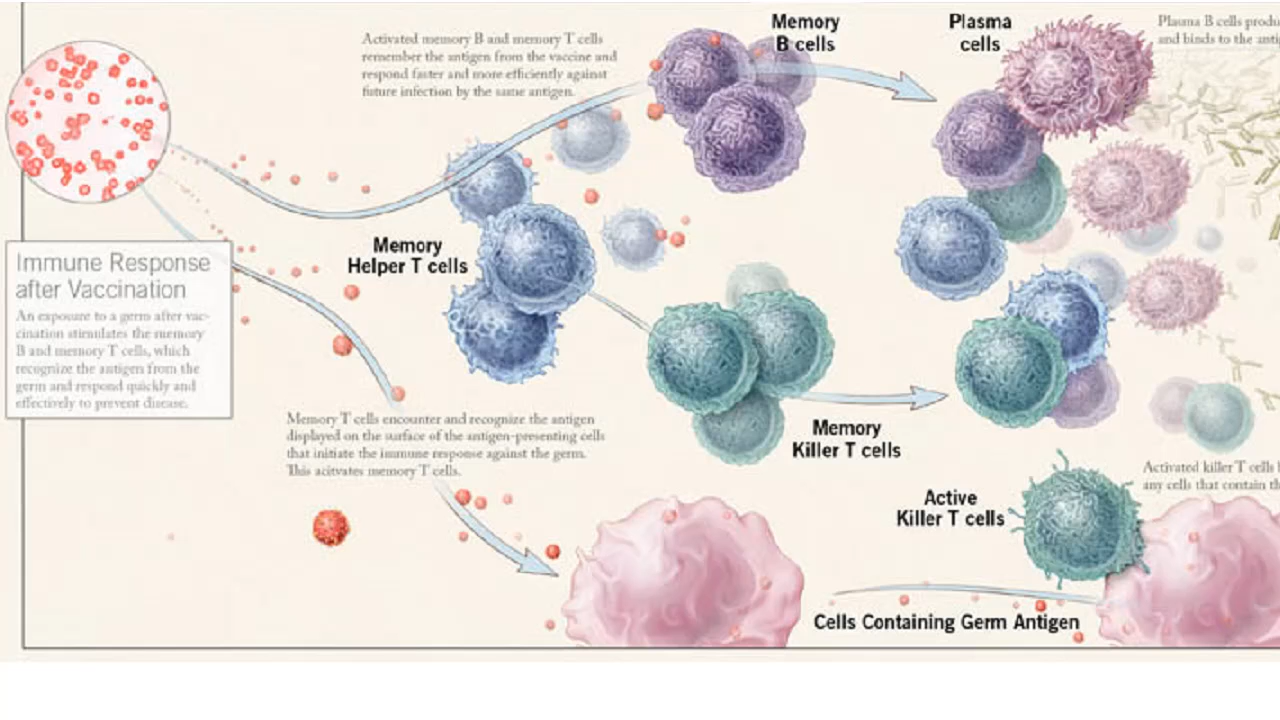 Activated memory B and memory T cells
remember the antigen from the vaccine and
respond faster and more efficiently against
future infection by the same antigen.
Memory
B cells
Plasma
cells
Plasma B cells produ
and binds to the anti
Memory
Helper T cells
Immune Response
after Vaccination
An exposure to a germ after vac-
cination stimulates the memory
B and memory T cells, which
recognize the antigen from the
germ and respond quickly and
effectively to prevent disease.
Memory T cells encounter and recognize the antigen
displayed on the surface of the antigen-presenting cells
that initiate the immune response against the germ.
This acitvates memory T cells.
Memory
Killer T cells
Activated killer T cells
any cells that contain th
Active
Killer T cells
Cells Containing Germ Antigen